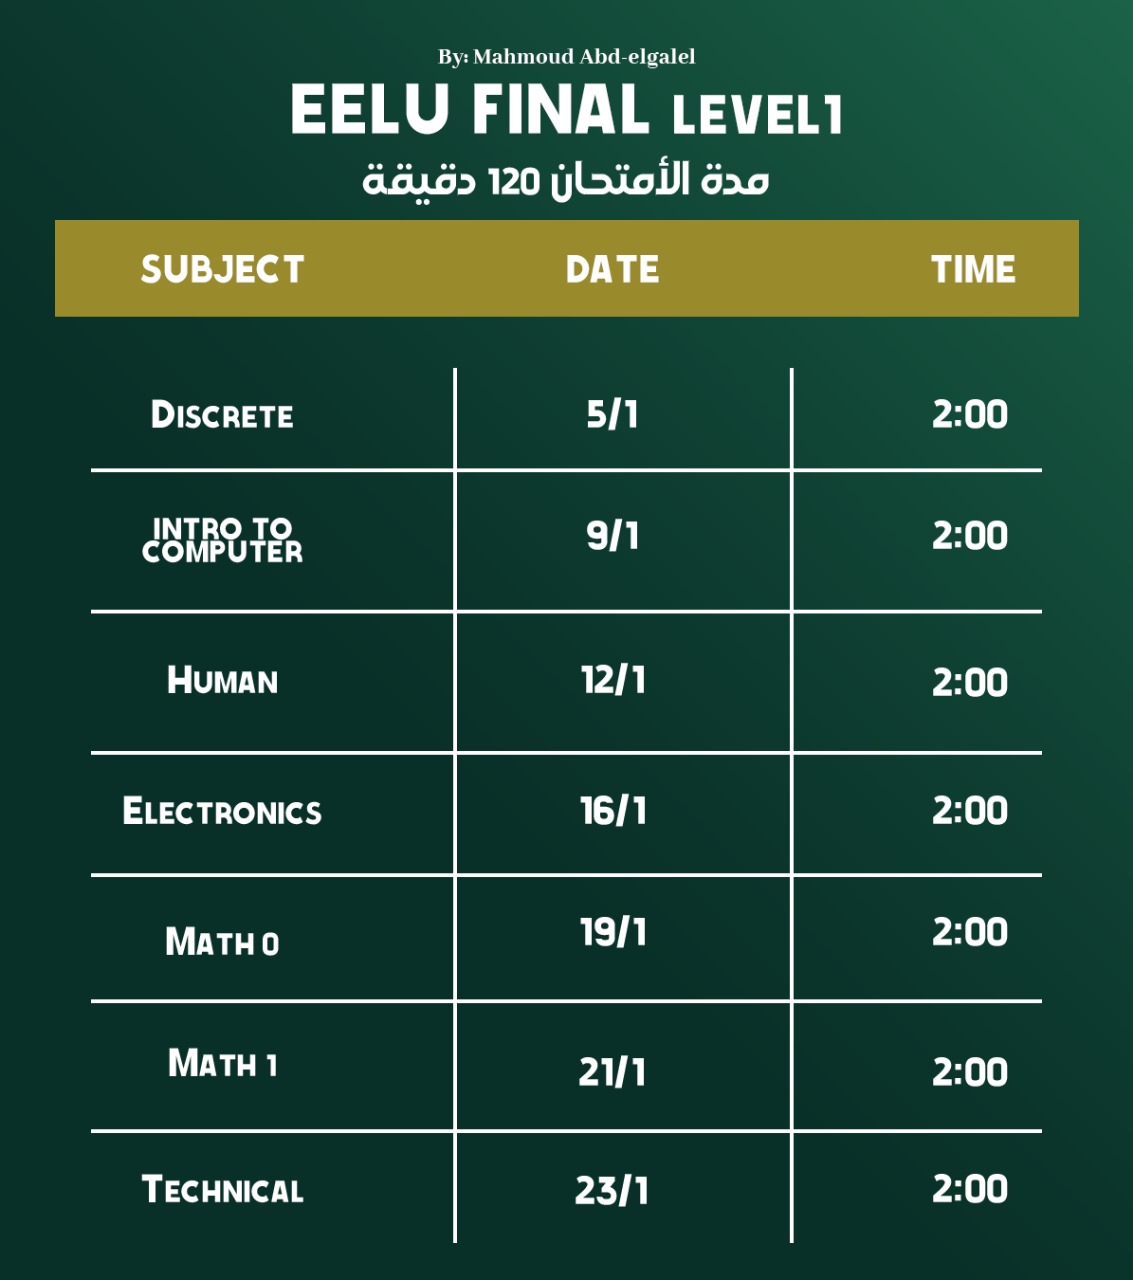 By: Mahmoud Abd-elgalel
EELU FINAL LEVEL1
مدة الأمتحان 120 دقيقة
SUBJECT DATE TIME
DISCRETE 5/1 2:00
INTRO TO
COMPUTER 9/1 2:00
HUMAN 12/1 2:00
ELECTRONICS 16/1 2:00
MATH 0 19/1 2:00
MATH 1 21/1 2:00
TECHNICAL 23/1 2:00